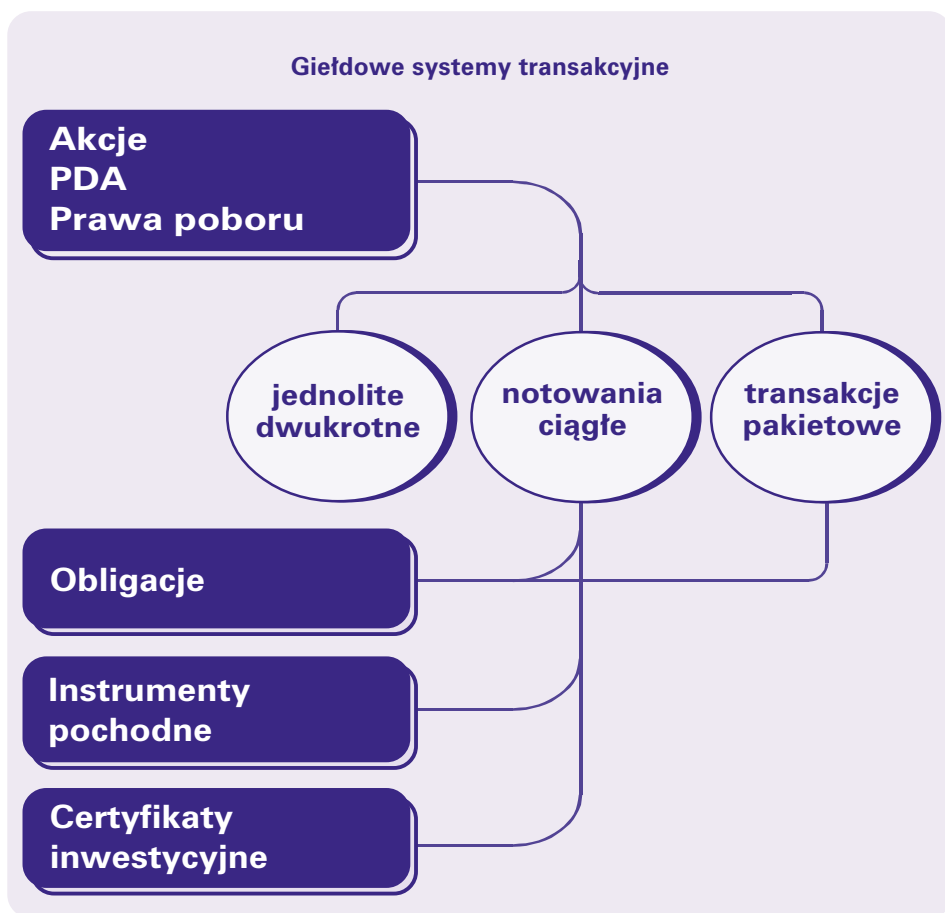 Giełdowe systemy transakcyjne
Akcje
PDA
Prawa poboru
jednolite
dwukrotne
notowania
ciągłe
transakcje
pakietowe
Obligacje
Instrumenty
pochodne
Certyfikaty
inwestycyjne